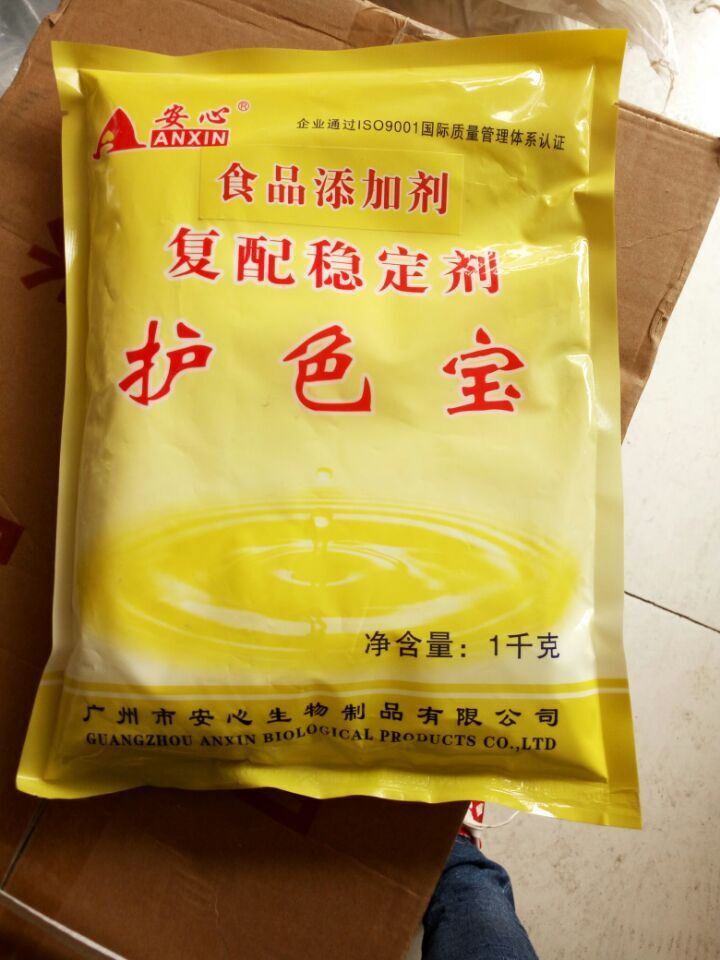 安心®
ANXIN
企业通过ISO9001国际质量管理体系认证
食品添加剂
复配稳定剂
护色宝
净含量：1千克
广州市安心生物制品有限公司
GUANGZHOU ANXIN BIOLOGICAL PRODUCTS CO.,LTD